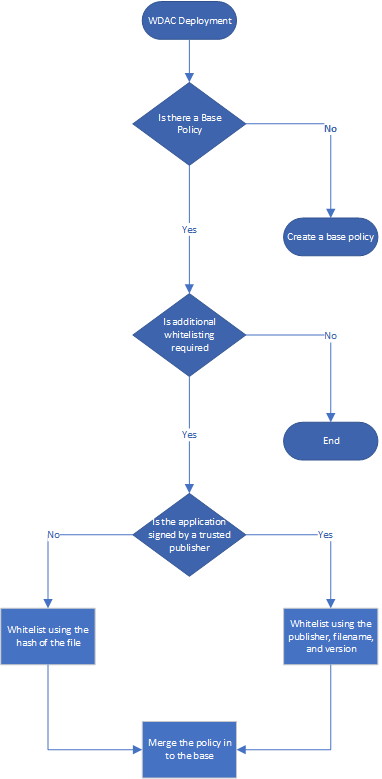 WDAC Deployment
Is there a Base
Policy
No
Create a base policy
Yes
Is additional
whitelisting
required
No
End
Yes
Is the application
signed by a trusted
publisher
No
Yes
Whitelist using the
hash of the file
Whitelist using the
publisher, filename,
and version
Merge the policy in
to the base